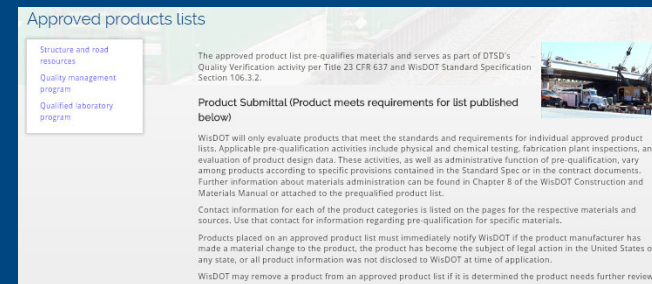 Approved products lists
Structure and road
resources
Quality management
program
Qualified laboratory
program
The approved product list pre-qualifies materials and serves as part of DTSD's
Quality Verification activity per Title 23 CFR 637 and WisDOT Standard Specification
Section 106.3.2.
Product Submittal (Product meets requirements for list published
below)
WisDOT will only evaluate products that meet the standards and requirements for individual approved product
lists. Applicable pre-qualification activities include physical and chemical testing, fabrication plant inspections, an
evaluation of product design data. These activities, as well as administrative function of pre-qualification, vary
among products according to specific provisions contained in the Standard Spec or in the contract documents.
Further information about materials administration can be found in Chapter 8 of the WisDOT Construction and
Materials Manual or attached to the prequalified product list.
Contact information for each of the product categories is listed on the pages for the respective materials and
sources. Use that contact for information regarding pre-qualification for specific materials.
Products placed on an approved product list must immediately notify WisDOT if the product manufacturer has
made a material change to the product, the product has become the subject of legal action in the United States o
any state, or all product information was not disclosed to WisDOT at time of application.
WisDOT may remove a product from an approved product list if it is determined the product needs further review